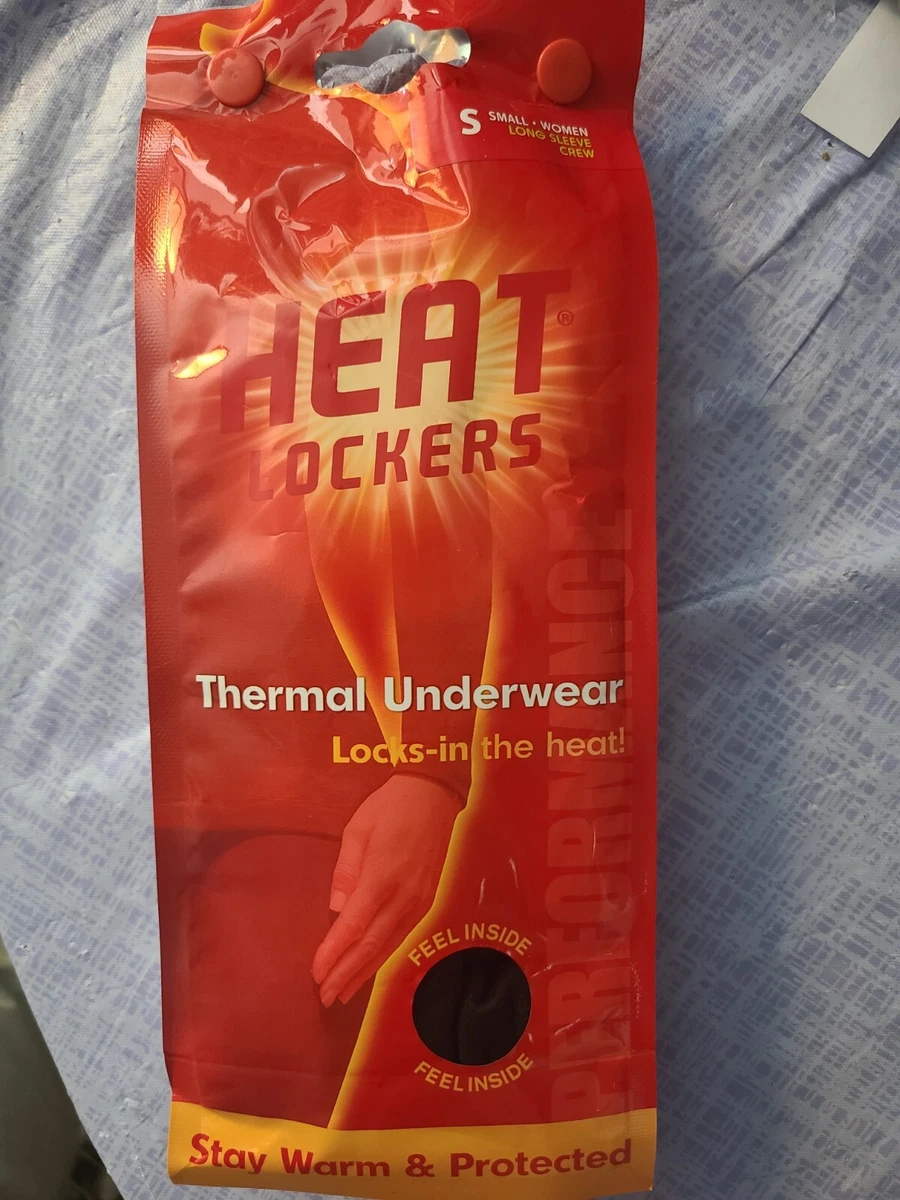 S SMALL • WOMEN
LONG SLEEVE
CREW
HEAT®
LOCKERS
PERFORMANCE
Thermal Underwear
Locks-in the heat!
FEEL INSIDE
FEEL INSIDE
Stay Warm & Protected